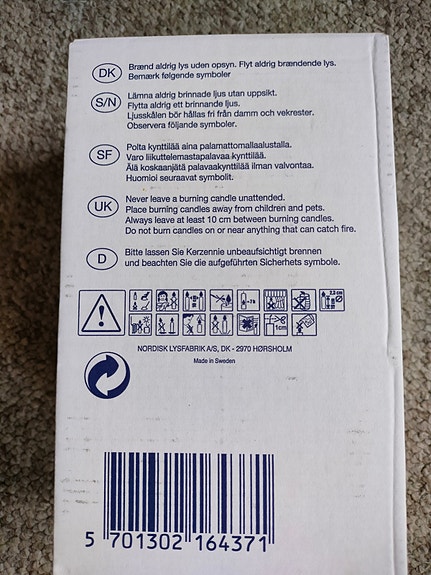 DK
Brænd aldrig lys uden opsyn. Flyt aldrig brændende lys.
Bemærk følgende symboler
S/N
Lämna aldrig brinnade ljus utan uppsikt.
Flytta aldrig ett brinnande ljus.
Ljusskålen bör hållas fri från damm och vekrester.
Observera följande symboler.
SF
Polta kynttilää aina palamattomallaalustalla.
Varo liikuttelemastapalavaa kynttilää.
Älä koskaanjätä palavaakynttilää ilman valvontaa.
Huomioi seuraavat symbolit.
UK
Never leave a burning candle unattended.
Place burning candles away from children and pets.
Always leave at least 10 cm between burning candles.
Do not burn candles on or near anything that can catch fire.
D
Bitte lassen Sie Kerzennie unbeaufsichtigt brennen
und beachten Sie die aufgeführten Sicherhets symbole.
1cm
NORDISK LYSFABRIK A/S, DK - 2970 HØRSHOLM
Made in Sweden
5 701302 164371